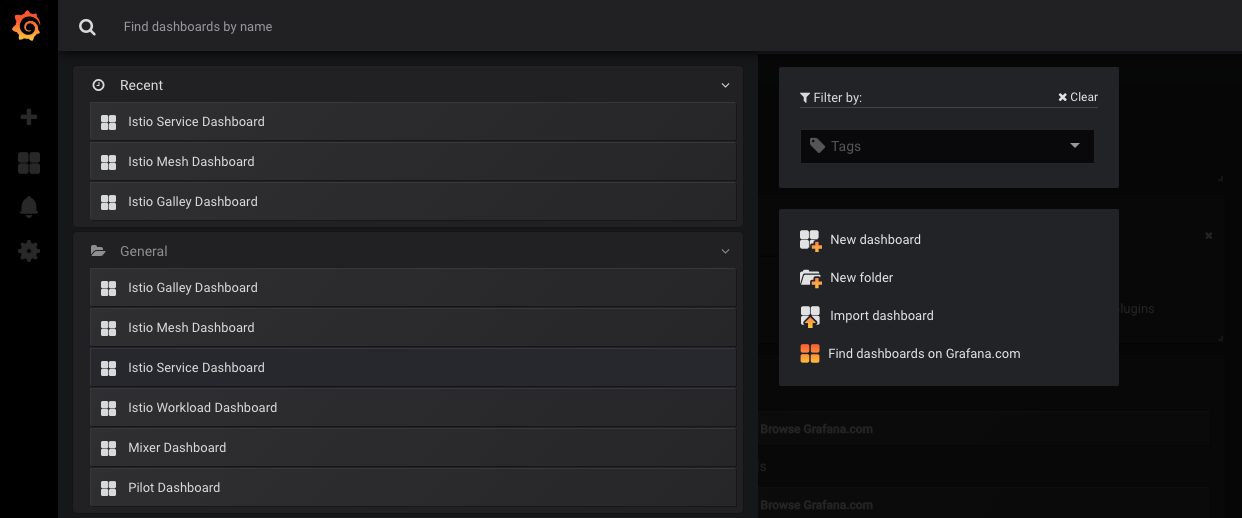 Find dashboards by name
Recent
Istio Service Dashboard
Istio Mesh Dashboard
Istio Galley Dashboard
General
Istio Galley Dashboard
Istio Mesh Dashboard
Istio Service Dashboard
Istio Workload Dashboard
Mixer Dashboard
Pilot Dashboard
Filter by:
Clear
Tags
New dashboard
New folder
Import dashboard
Find dashboards on Grafana.com
lugins
Browse Grafana.com
s
Browse Grafana.com